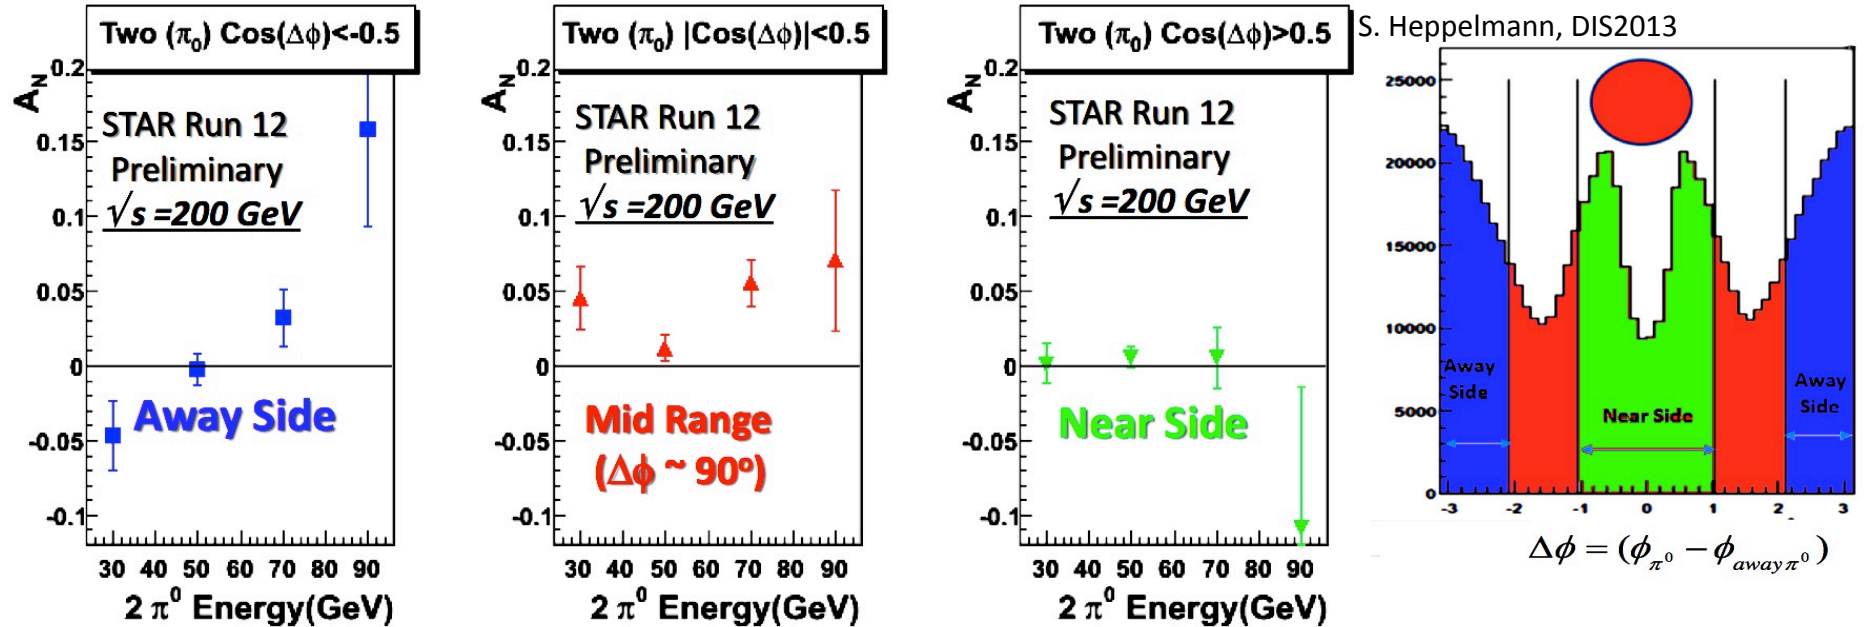 Two (π₀) Cos(Δϕ)<-0.5
A_N
0.2
0.15
0.1
0.05
0
-0.05
-0.1
STAR Run 12
Preliminary
√s =200 GeV
Away Side
30 40 50 60 70 80 90
2 π⁰ Energy(GeV)
Two (π₀) |Cos(Δϕ)|<0.5
A_N
0.2
0.15
0.1
0.05
0
-0.05
-0.1
STAR Run 12
Preliminary
√s =200 GeV
Mid Range
(Δϕ ~ 90º)
30 40 50 60 70 80 90
2 π⁰ Energy(GeV)
Two (π₀) Cos(Δϕ)>0.5
A_N
0.2
0.15
0.1
0.05
0
-0.05
-0.1
STAR Run 12
Preliminary
√s =200 GeV
Near Side
30 40 50 60 70 80 90
2 π⁰ Energy(GeV)
S. Heppelmann, DIS2013
25000
20000
15000
10000
5000
0
Away
Side
Near Side
Away
Side
-3 -2 -1 0 1 2 3
Δϕ = (ϕ_π⁰ − ϕ_away π⁰)